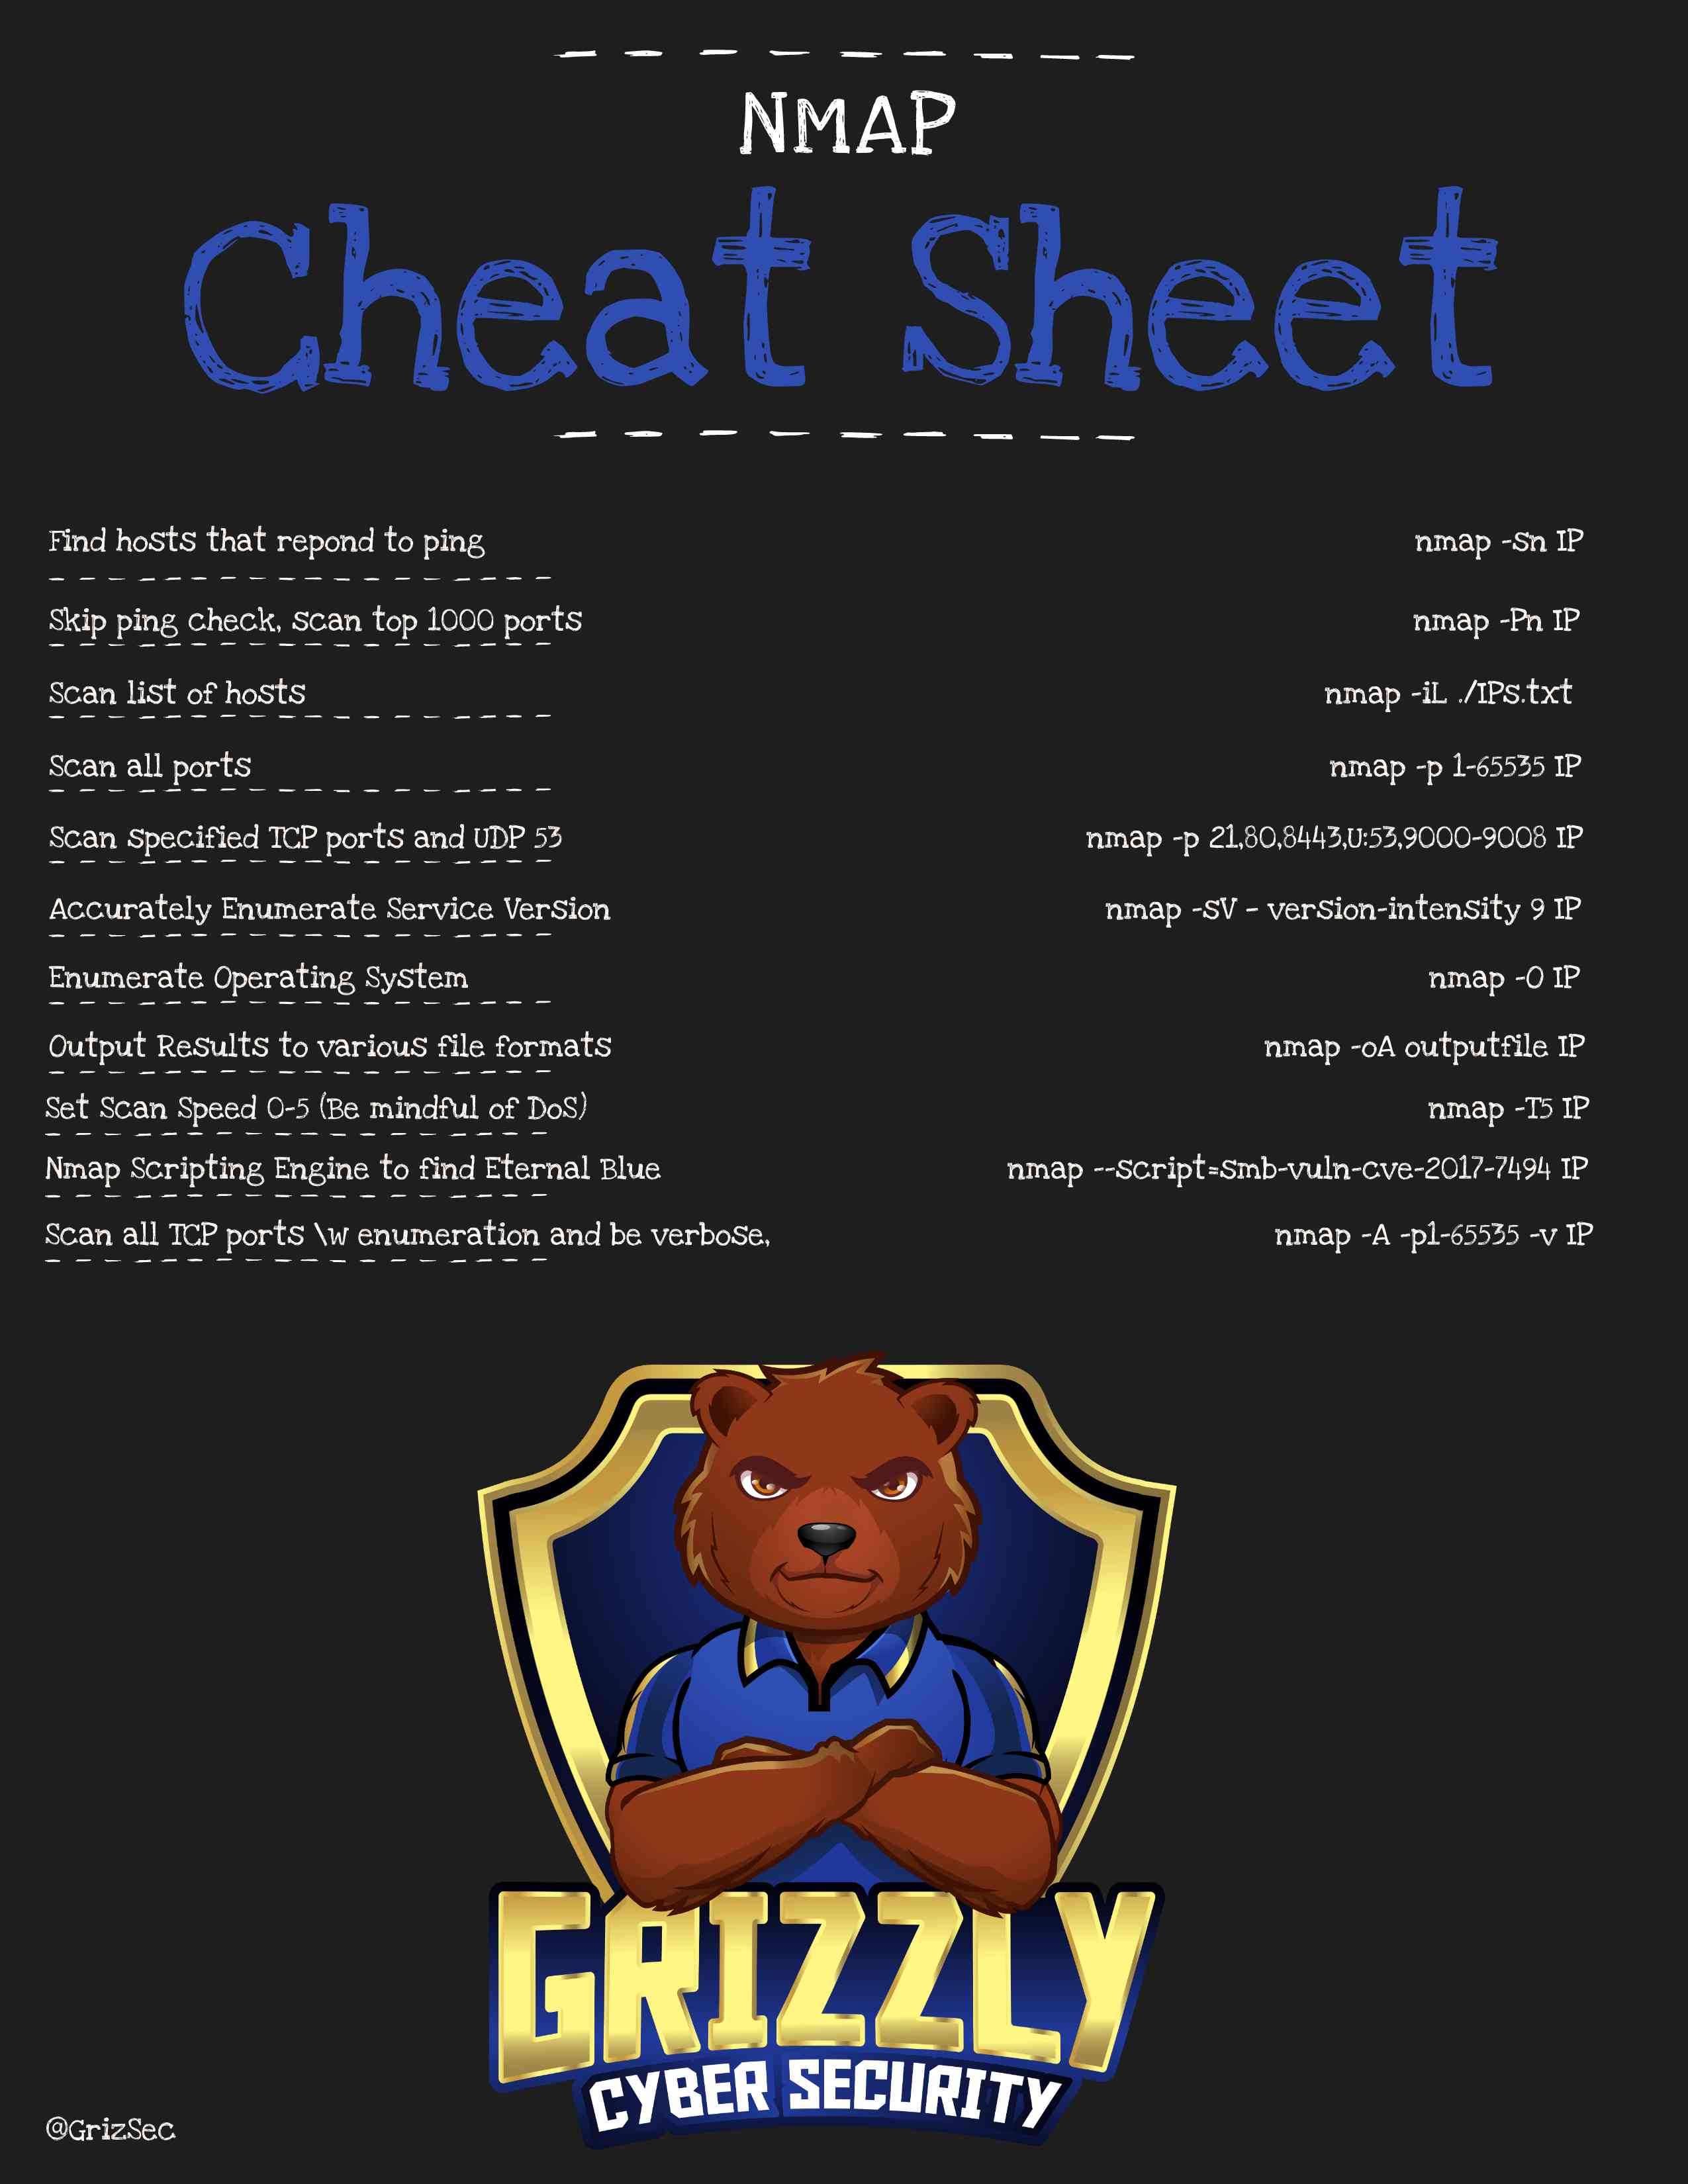 NMAP
Cheat Sheet
Find hosts that repond to ping nmap -sn IP
Skip ping check, scan top 1000 ports nmap -Pn IP
Scan list of hosts nmap -iL ./IPs.txt
Scan all ports nmap -p 1-65535 IP
Scan specified TCP ports and UDP 53 nmap -p 21,80,8443,U:53,9000-9008 IP
Accurately Enumerate Service Version nmap -sV - version-intensity 9 IP
Enumerate Operating System nmap -O IP
Output Results to various file formats nmap -oA outputfile IP
Set Scan Speed 0-5 (Be mindful of DoS) nmap -T5 IP
Nmap Scripting Engine to find Eternal Blue nmap --script=smb-vuln-cve-2017-7494 IP
Scan all TCP ports \w enumeration and be verbose, nmap -A -p1-65535 -v IP
GRIZZLY
CYBER SECURITY
@GrizSec